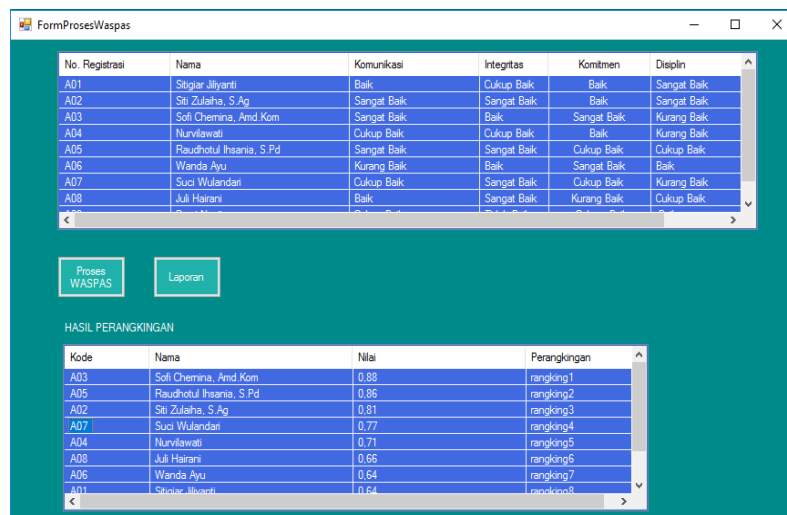 FormProsesWaspas
No. Registrasi Nama Komunikasi Integritas Komitmen Disiplin
A01 Sitigiar Jiliyanti Baik Cukup Baik Baik Sangat Baik
A02 Siti Zulaiha, S.Ag Sangat Baik Sangat Baik Baik Sangat Baik
A03 Sofi Chemina, Amd.Kom Sangat Baik Baik Sangat Baik Kurang Baik
A04 Nurvilawati Cukup Baik Cukup Baik Baik Kurang Baik
A05 Raudhotul Ihsania, S.Pd Sangat Baik Sangat Baik Cukup Baik Cukup Baik
A06 Wanda Ayu Kurang Baik Baik Sangat Baik Baik
A07 Suci Wulandari Cukup Baik Sangat Baik Cukup Baik Kurang Baik
A08 Juli Hairani Baik Sangat Baik Kurang Baik Cukup Baik
Proses
WASPAS
Laporan
HASIL PERANGKINGAN
Kode Nama Nilai Perangkingan
A03 Sofi Chemina, Amd.Kom 0,88 rangking1
A05 Raudhotul Ihsania, S.Pd 0,86 rangking2
A02 Siti Zulaiha, S.Ag 0,81 rangking3
A07 Suci Wulandari 0,77 rangking4
A04 Nurvilawati 0,71 rangking5
A08 Juli Hairani 0,66 rangking6
A06 Wanda Ayu 0,64 rangking7
A01 Sitigiar Jiliyanti 0,64 rangking8